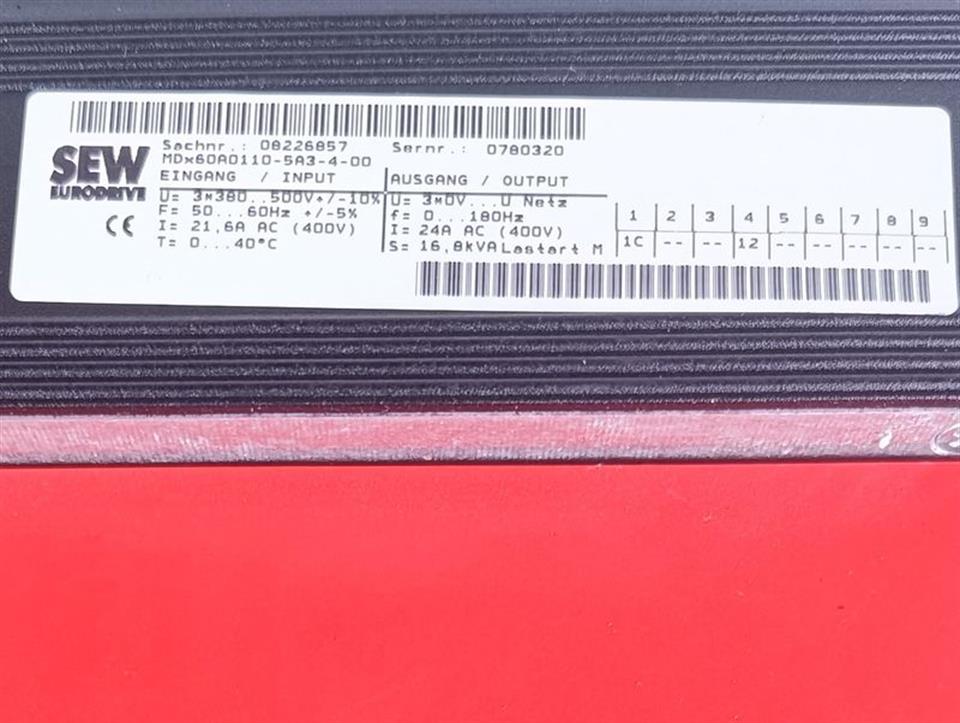 Sachnr.: 08226857 Sernr.: 0780320
MDx60A0110-5A3-4-00
SEW
EURODRIVE
CE
EINGANG / INPUT
U= 3м380...500V+/-10%
F= 50...60Hz +/-5%
I= 21,6A AC (400V)
T= 0...40°C
AUSGANG / OUTPUT
U= 3м0V...U Netz
f= 0...180Hz
I= 24A AC (400V)
S= 16,8kVA Lastart M
1 2 3 4 5 6 7 8 9
1C -- -- 12 -- -- -- -- --